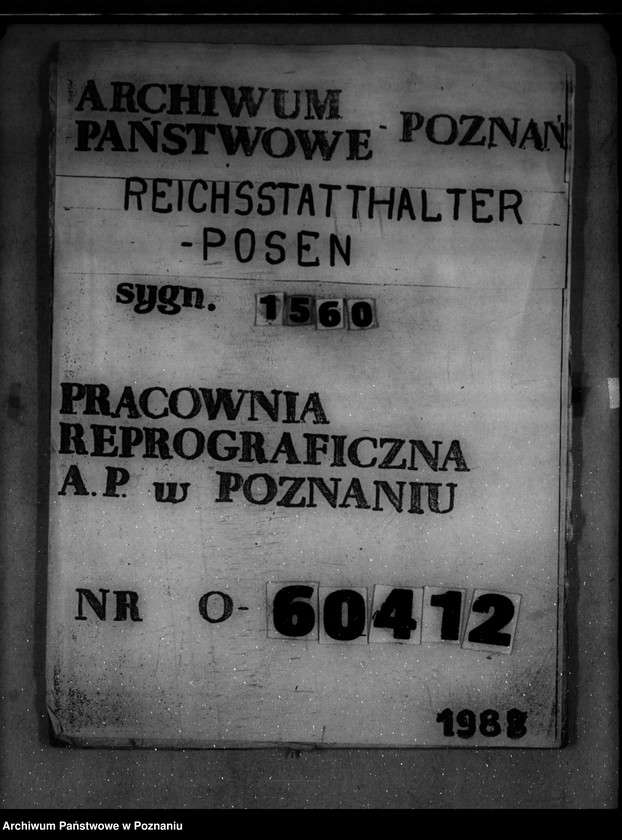 ARCHIWUM
PAŃSTWOWE - POZNAŃ
REICHSSTATTHALTER
-POSEN
sygn. 1560
PRACOWNIA
REPROGRAFICZNA
A.P. w POZNANIU
NR O- 60412
1988
Archiwum Państwowe w Poznaniu